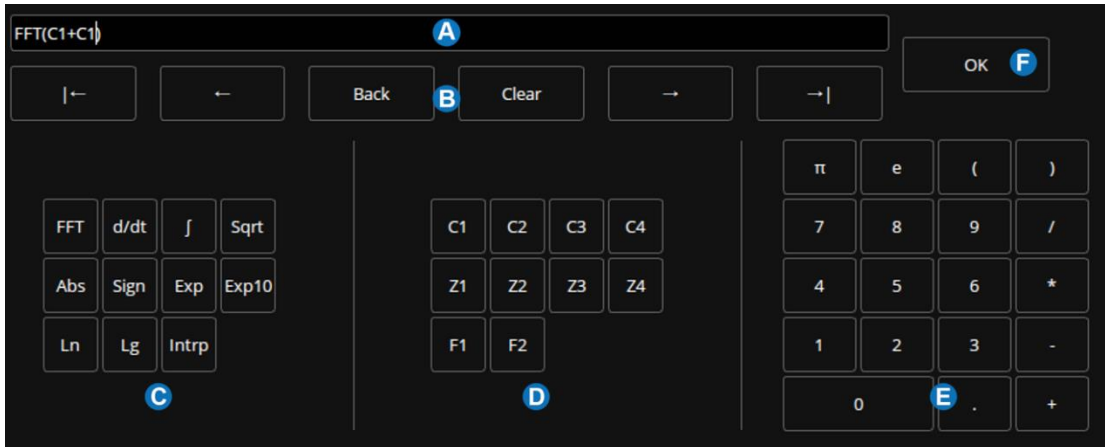 FFT(C1+C1) A
OK F
|← ← Back B Clear → →|
π e ( )
FFT d/dt ∫ Sqrt C1 C2 C3 C4 7 8 9 /
Abs Sign Exp Exp10 Z1 Z2 Z3 Z4 4 5 6 *
Ln Lg Intrp F1 F2 1 2 3 -
C D 0 E . +